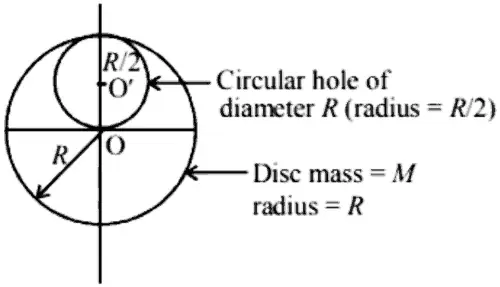 R/2
O'
Circular hole of
diameter R (radius = R/2)
O
R
Disc mass = M
radius = R